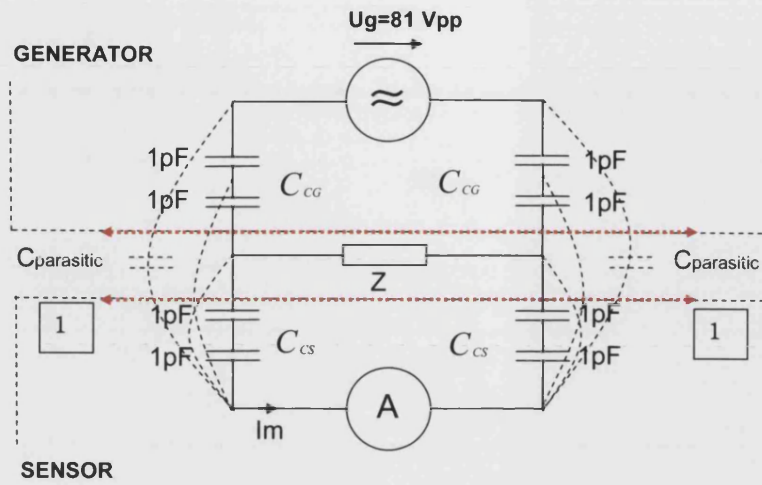 Ug=81 Vpp
GENERATOR
≈
1pF
1pF
1pF
1pF
C_CG
C_CG
Cparasitic
Cparasitic
Z
1
1
1pF
1pF
1pF
1pF
C_CS
C_CS
A
Im
SENSOR